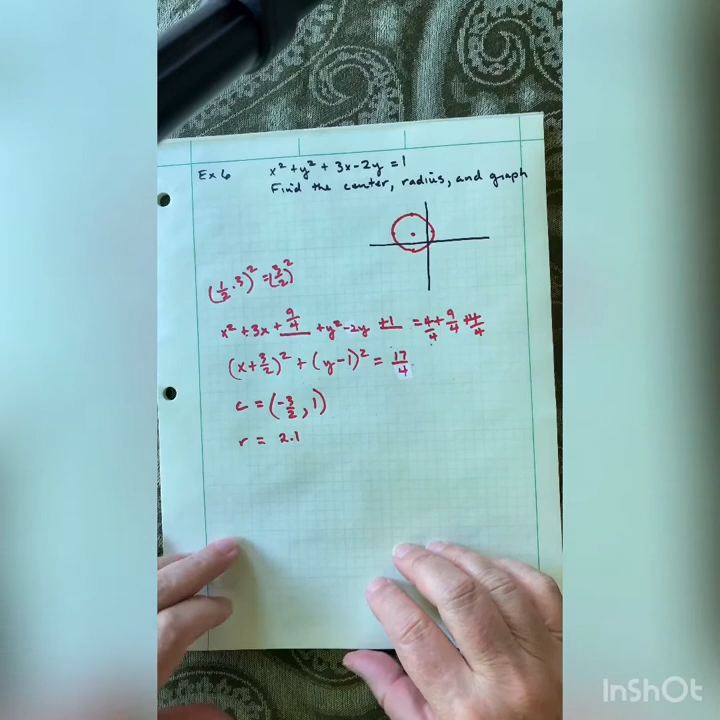 Ex 6 x² + y² + 3x - 2y = 1
Find the center, radius, and graph
(1/2 · 3)² = (3/2)²
x² + 3x + 9/4 + y² - 2y + 1 = 4/4 + 9/4 + 4/4
(x + 3/2)² + (y - 1)² = 17/4
c = (-3/2, 1)
r = 2.1
InShOt